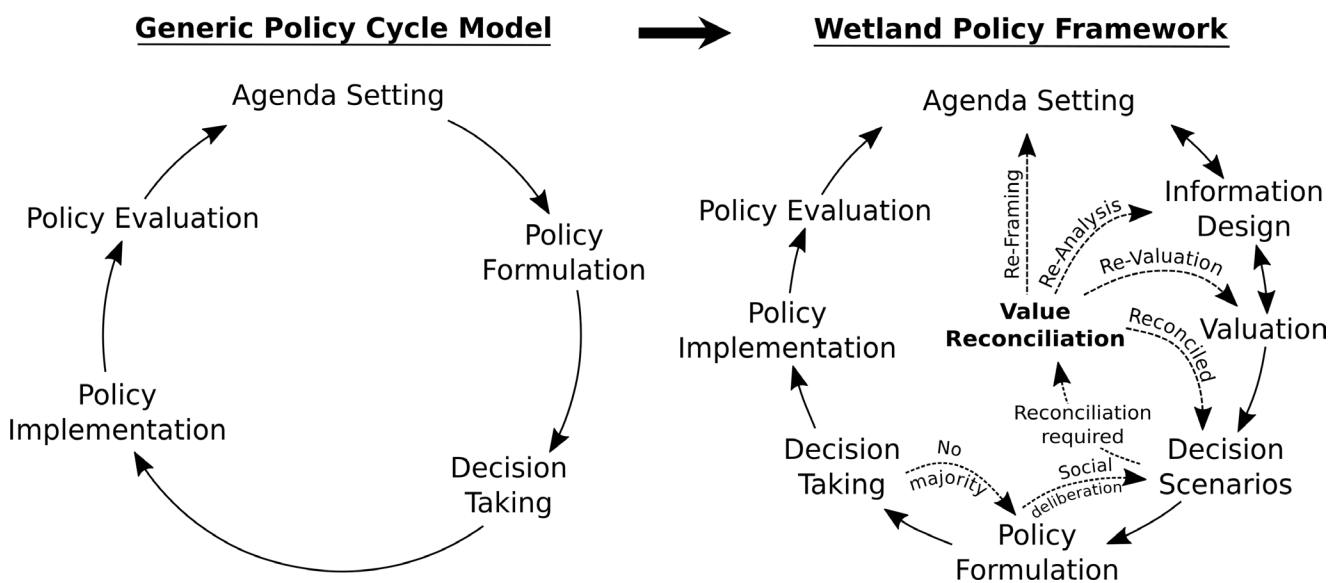 Generic Policy Cycle Model
Agenda Setting
Policy
Formulation
Decision
Taking
Policy
Implementation
Policy Evaluation
Wetland Policy Framework
Agenda Setting
Information
Design
Valuation
Decision
Scenarios
Policy
Formulation
Decision
Taking
Policy
Implementation
Policy Evaluation
Value
Reconciliation
Re-Framing
Re-Analysis
Re-Valuation
Reconciled
Reconciliation
required
Social
deliberation
No
majority